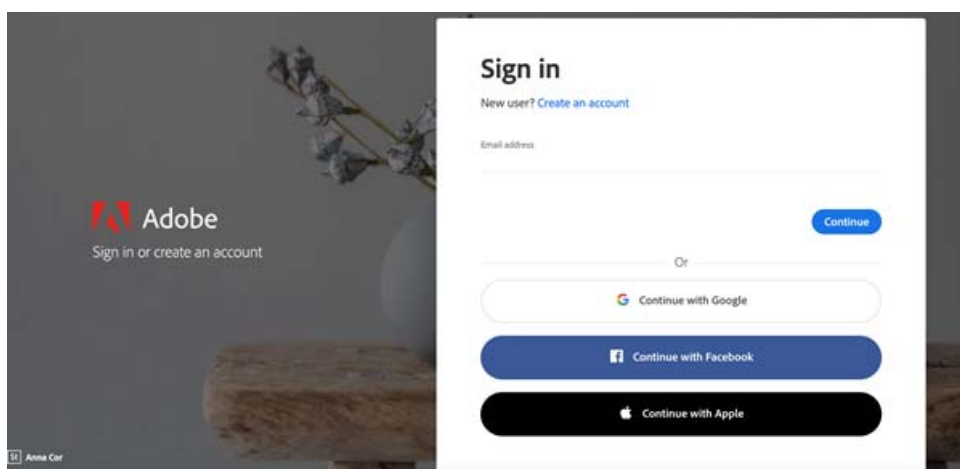 Adobe
Sign in or create an account
St Anna Cor
Sign in
New user? Create an account
Email address
Continue
Or
Continue with Google
Continue with Facebook
Continue with Apple